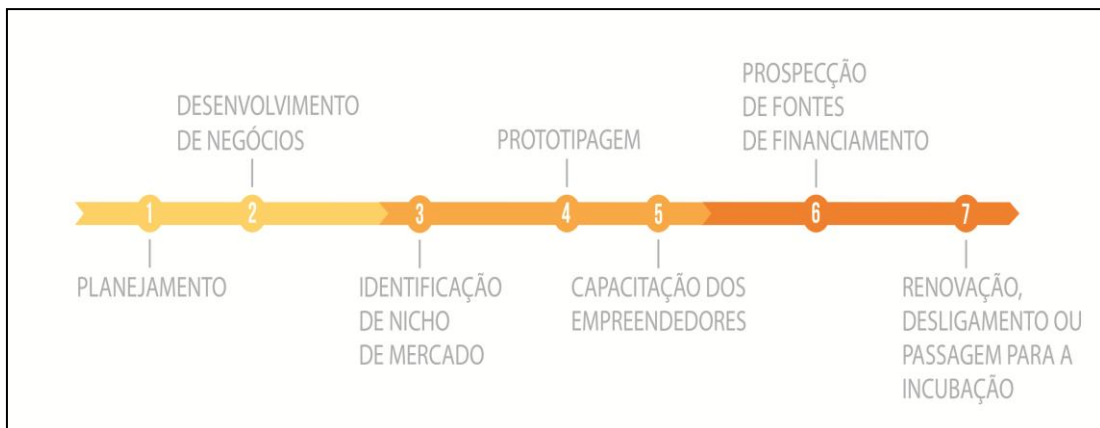 1
PLANEJAMENTO
2
DESENVOLVIMENTO
DE NEGÓCIOS
3
IDENTIFICAÇÃO
DE NICHO
DE MERCADO
4
PROTOTIPAGEM
5
CAPACITAÇÃO DOS
EMPREENDEDORES
6
PROSPECÇÃO
DE FONTES
DE FINANCIAMENTO
7
RENOVAÇÃO,
DESLIGAMENTO OU
PASSAGEM PARA A
INCUBAÇÃO